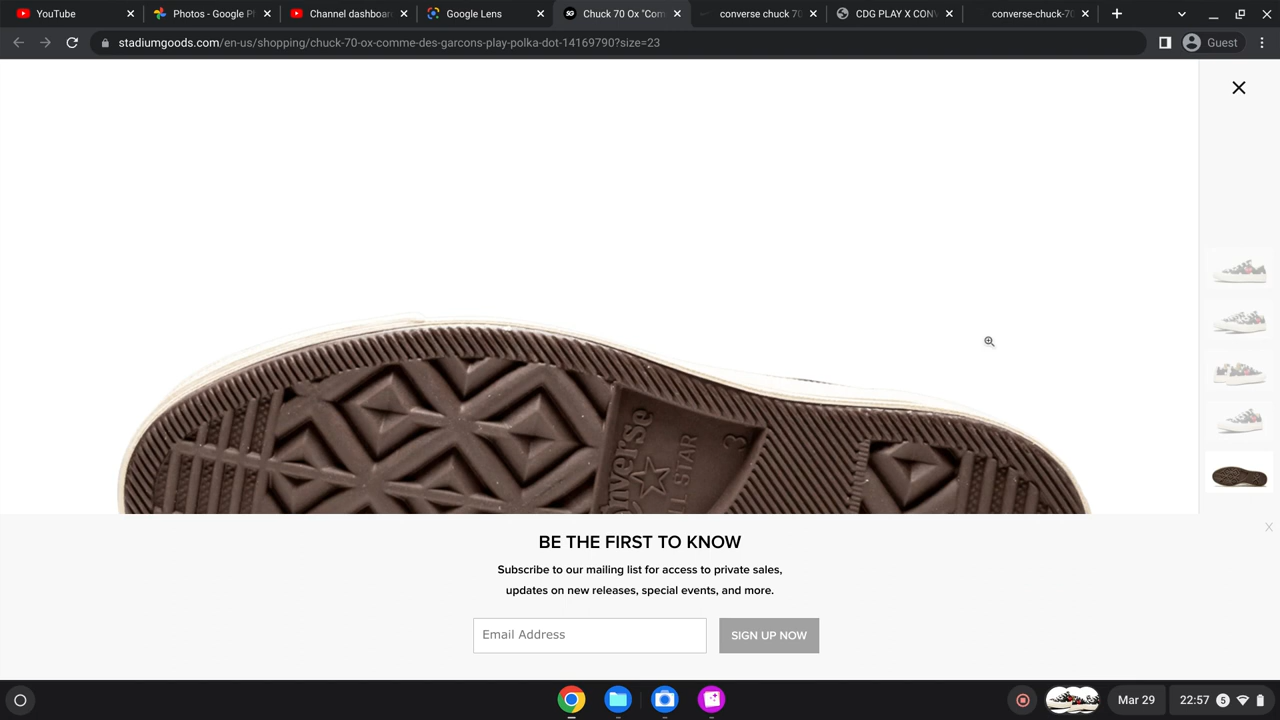 YouTube
Photos - Google P
Channel dashboar
Google Lens
Chuck 70 Ox "Com
converse chuck 70
CDG PLAY X CON
converse-chuck-70
stadiumgoods.com/en-us/shopping/chuck-70-ox-comme-des-garcons-play-polka-dot-14169790?size=23
Guest
ALL STAR
3
X
BE THE FIRST TO KNOW
Subscribe to our mailing list for access to private sales,
updates on new releases, special events, and more.
Email Address
SIGN UP NOW
Mar 29
22:57
5